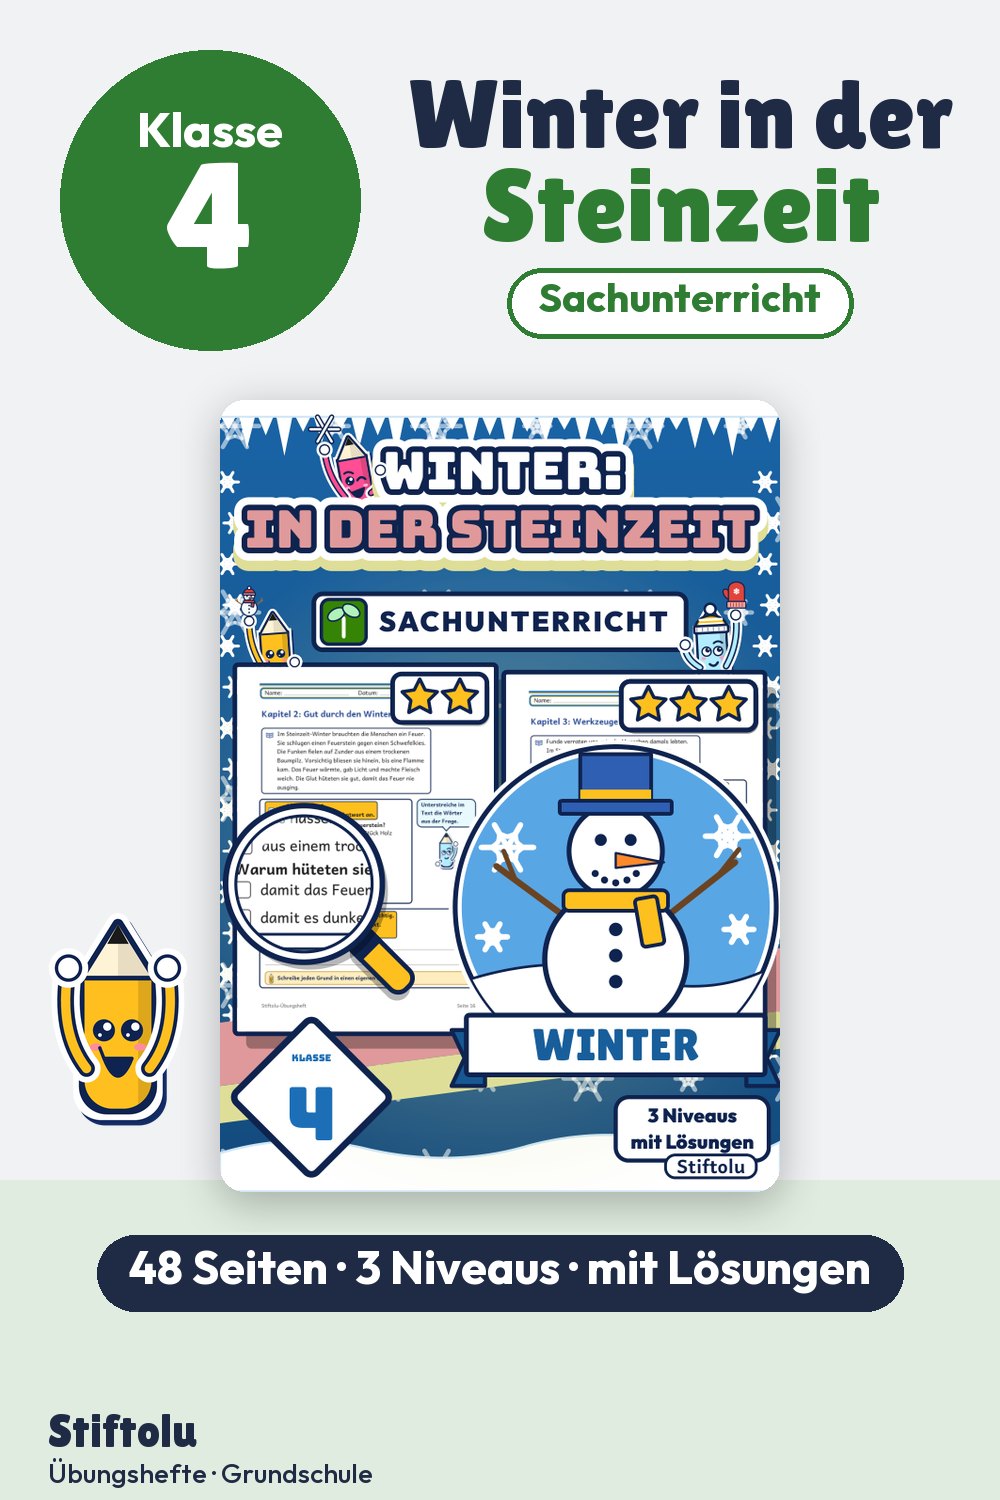 Klasse
4
Winter in der
Steinzeit
Sachunterricht
WINTER:
IN DER STEINZEIT
SACHUNTERRICHT
Name:
Datum:
Kapitel 2: Gut durch den Winter
Im Steinzeit-Winter brauchten die Menschen ein Feuer.
Sie schlugen einen Feuerstein gegen einen Schwefelkies.
Die Funken fielen auf Zunder aus einem trockenen
Baumpilz. Vorsichtig bliesen sie hinein, bis eine Flamme
kam. Das Feuer wärmte, gab Licht und machte Fleisch
weich. Die Glut hüteten sie gut, damit das Feuer nie
ausging.
Unterstreiche im
Text die Wörter
aus der Frage.
aus einem troc
Warum hüteten sie
damit das Feuer
damit es dunke
Schreibe jeden Grund in einen eigenen
Stiftolu-Übungsheft
Name:
Kapitel 3: Werkzeuge
WINTER
KLASSE
4
3 Niveaus
mit Lösungen
Stiftolu
48 Seiten · 3 Niveaus · mit Lösungen
Stiftolu
Übungshefte · Grundschule